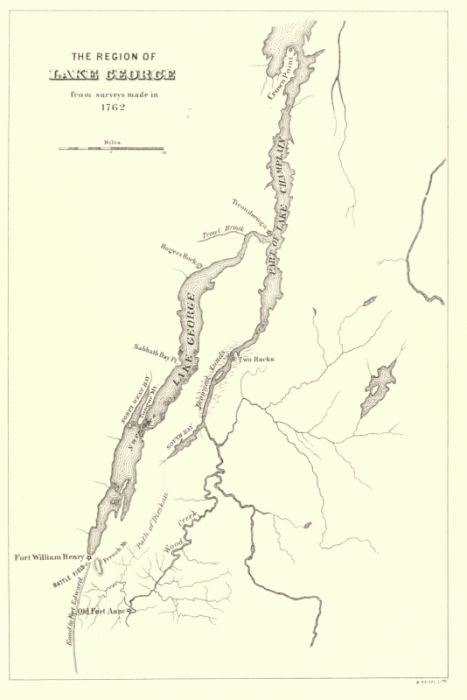 THE REGION OF
LAKE GEORGE
from surveys made in
1762
Miles.
Crown Point
PART OF LAKE CHAMPLAIN
Ticonderoga
Trout Brook
Rogers Rock
LAKE GEORGE
Sabbath Day Pt
Two Rocks
NORTH WEST BAY
SOUTH BAY
Wood Creek
Path of Dieskau
Fort William Henry
French Mt
BATTLE FIELD
Road to Fort Edward
Old Fort Anne